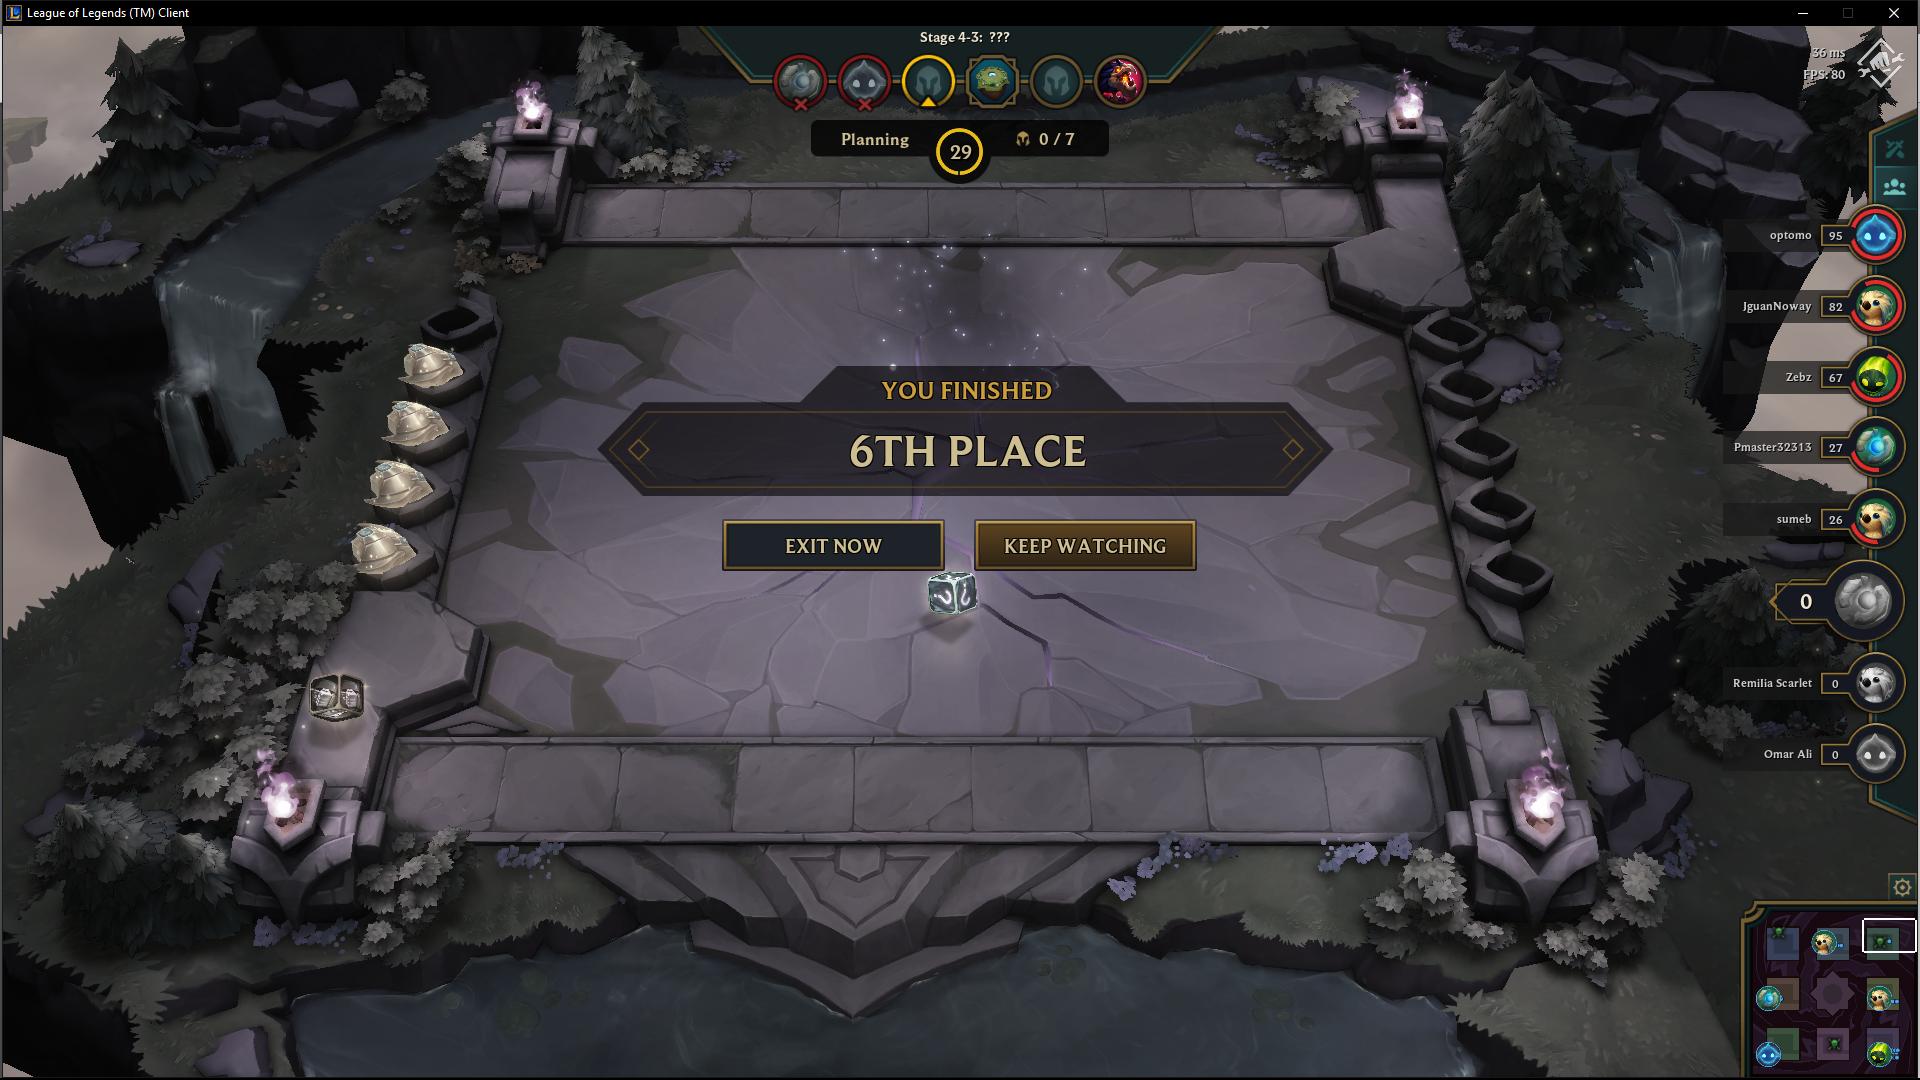 League of Legends (TM) Client
Stage 4-3: ???
36 ms
FPS: 80
Planning
29
0 / 7
optomo 95
JguanNoway 82
Zebz 67
YOU FINISHED
6TH PLACE
Pmaster32313 27
sumeb 26
EXIT NOW
KEEP WATCHING
0
Remilia Scarlet 0
Omar Ali 0